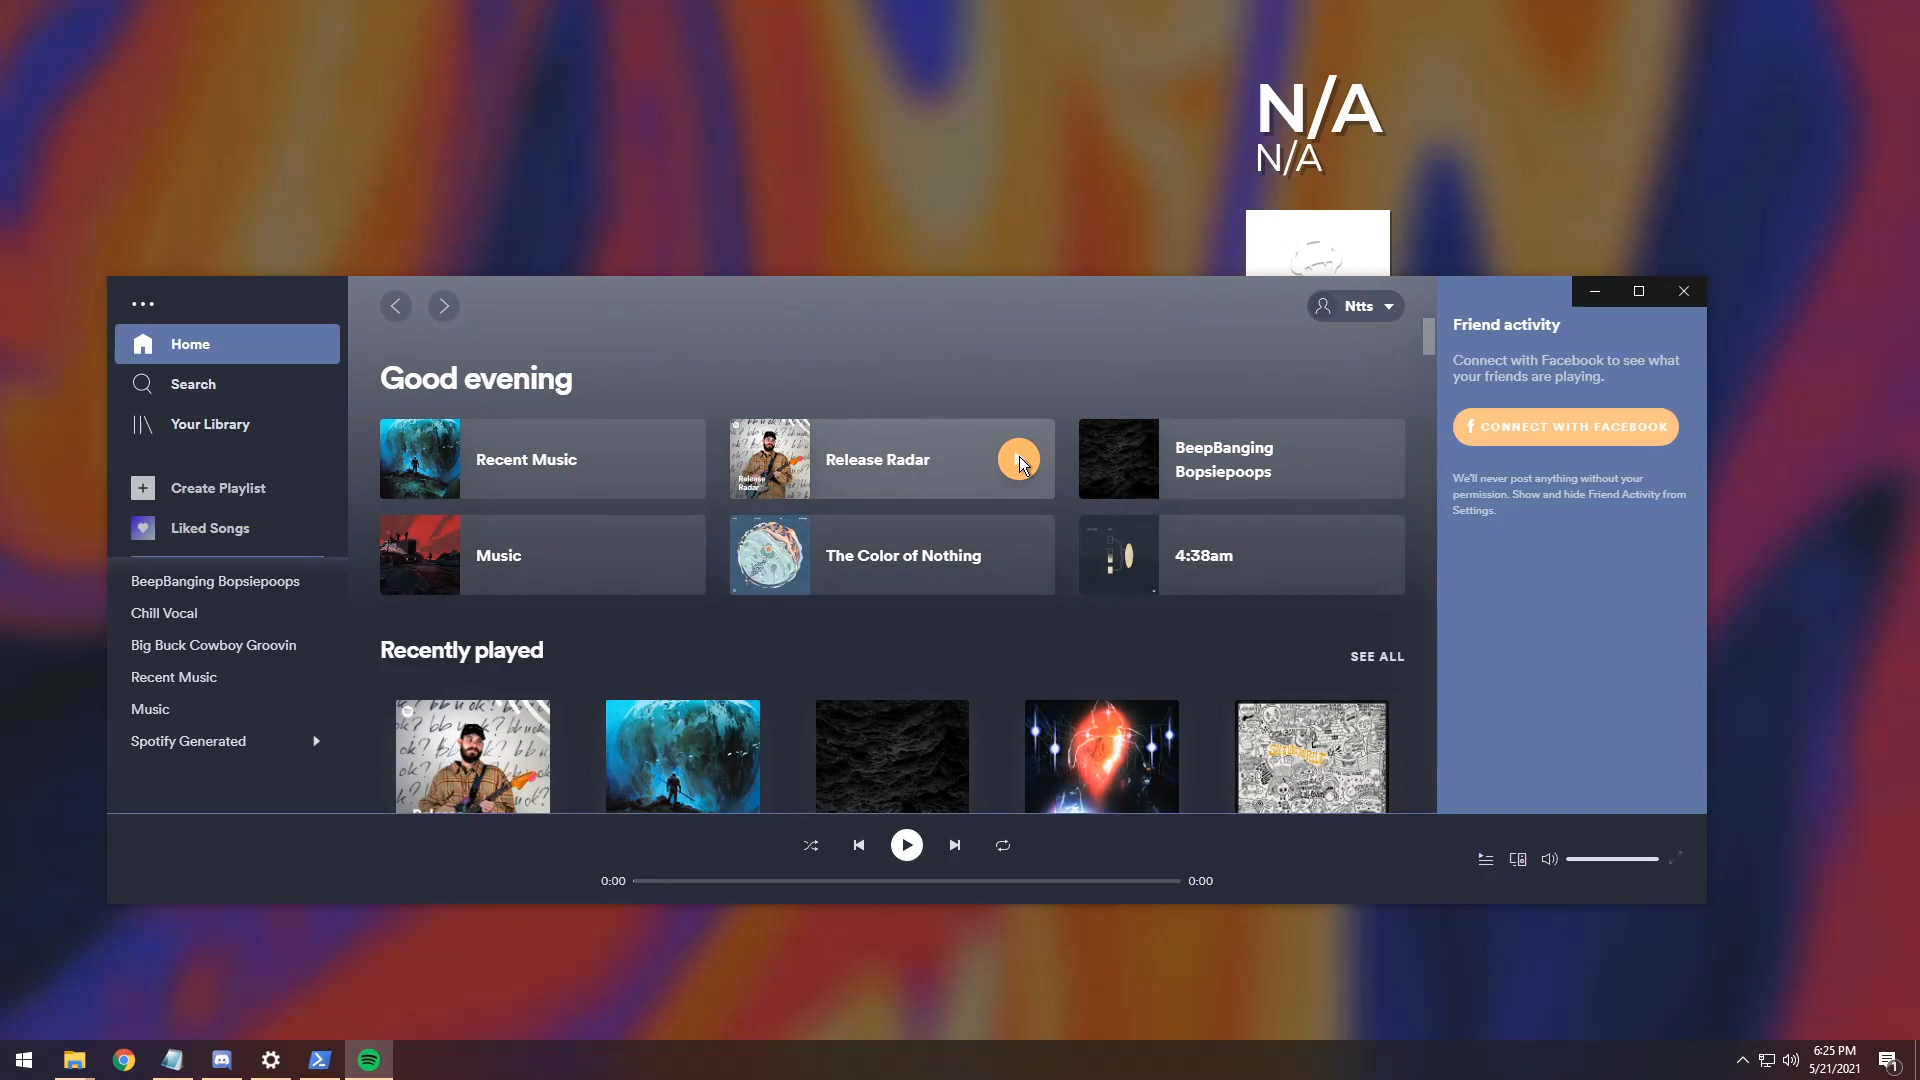 N/A
N/A
Ntts
Home
Search
Your Library
Create Playlist
Liked Songs
BeepBanging Bopsiepoops
Chill Vocal
Big Buck Cowboy Groovin
Recent Music
Music
Spotify Generated
Good evening
Recent Music
Release
Radar
Release Radar
BeepBanging
Bopsiepoops
Music
The Color of Nothing
4:38am
Recently played
SEE ALL
Friend activity
Connect with Facebook to see what
your friends are playing.
f CONNECT WITH FACEBOOK
We'll never post anything without your
permission. Show and hide Friend Activity from
Settings.
0:00
0:00
6:25 PM
5/21/2021
1